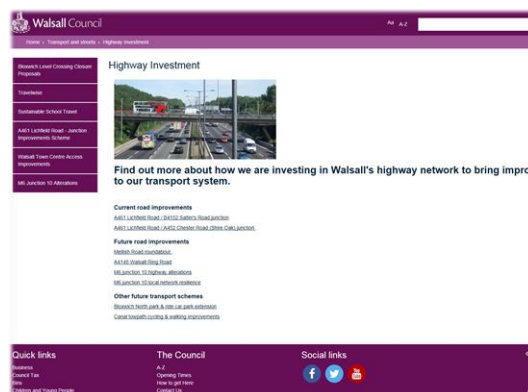 Walsall Council
Aa A-Z
Home > Transport and streets > Highway Investment
Bloxwich Level Crossing Closure
Proposals
Travelwise
Sustainable School Travel
A461 Lichfield Road - Junction
Improvements Scheme
Walsall Town Centre Access
Improvements
M6 Junction 10 Alterations
Highway Investment
Find out more about how we are investing in Walsall's highway network to bring impro
to our transport system.
Current road improvements
A461 Lichfield Road / B4152 Salter's Road junction
A461 Lichfield Road / A452 Chester Road (Shire Oak) junction
Future road improvements
Mellish Road roundabout
A4148 Walsall Ring Road
M6 junction 10 highway alterations
M6 junction 10 local network resilience
Other future transport schemes
Bloxwich North park & ride car park extension
Canal towpath cycling & walking improvements
Quick links
Business
Council Tax
Bins
Children and Young People
The Council
A-Z
Opening Times
How to get Here
Contact Us
Social links